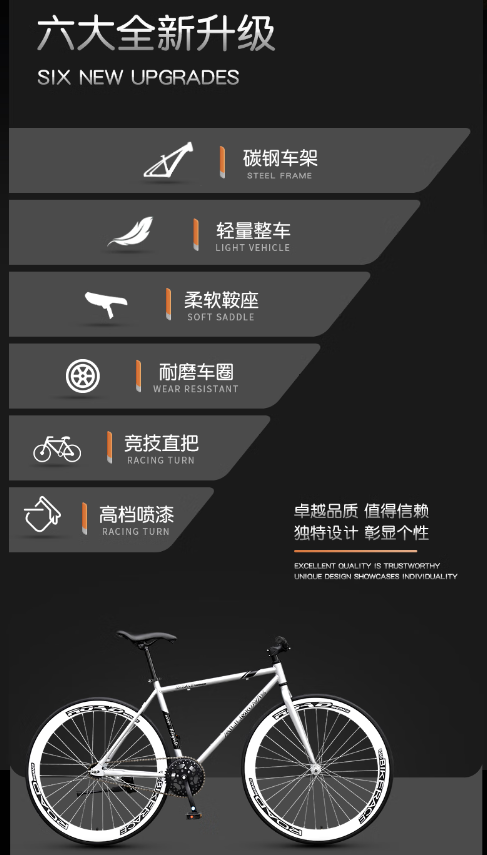 六大全新升级
SIX NEW UPGRADES
碳钢车架
STEEL FRAME
轻量整车
LIGHT VEHICLE
柔软鞍座
SOFT SADDLE
耐磨车圈
WEAR RESISTANT
竞技直把
RACING TURN
高档喷漆
RACING TURN
卓越品质 值得信赖
独特设计 彰显个性
EXCELLENT QUALITY IS TRUSTWORTHY
UNIQUE DESIGN SHOWCASES INDIVIDUALITY